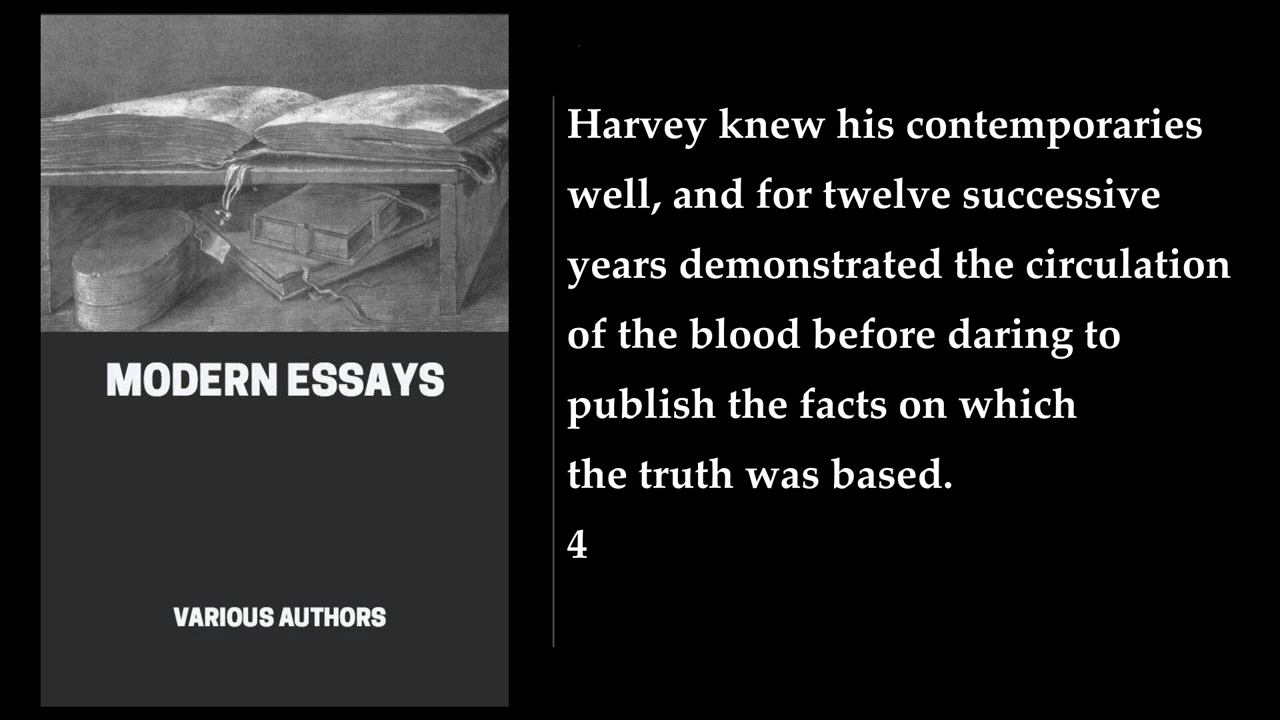 MODERN ESSAYS
VARIOUS AUTHORS
Harvey knew his contemporaries
well, and for twelve successive
years demonstrated the circulation
of the blood before daring to
publish the facts on which
the truth was based.
4